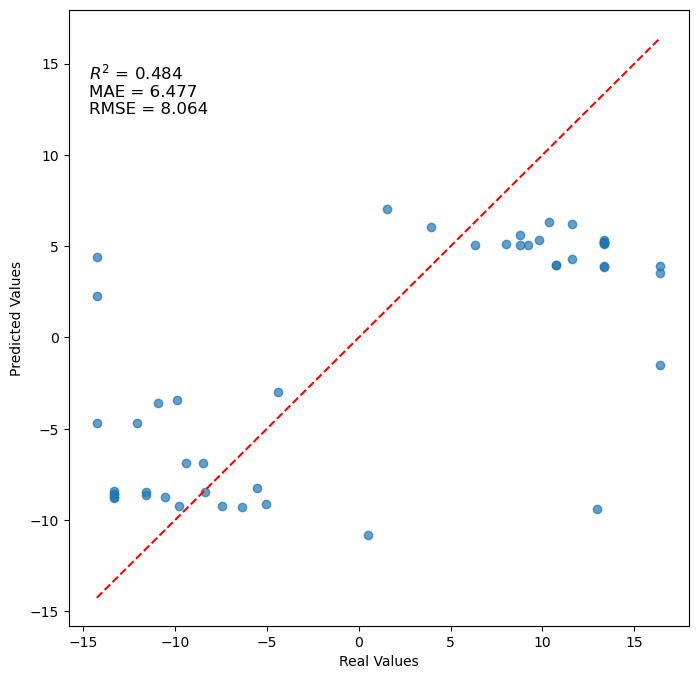 R² = 0.484
MAE = 6.477
RMSE = 8.064
15
10
5
0
−5
−10
−15
Predicted Values
−15 −10 −5 0 5 10 15
Real Values